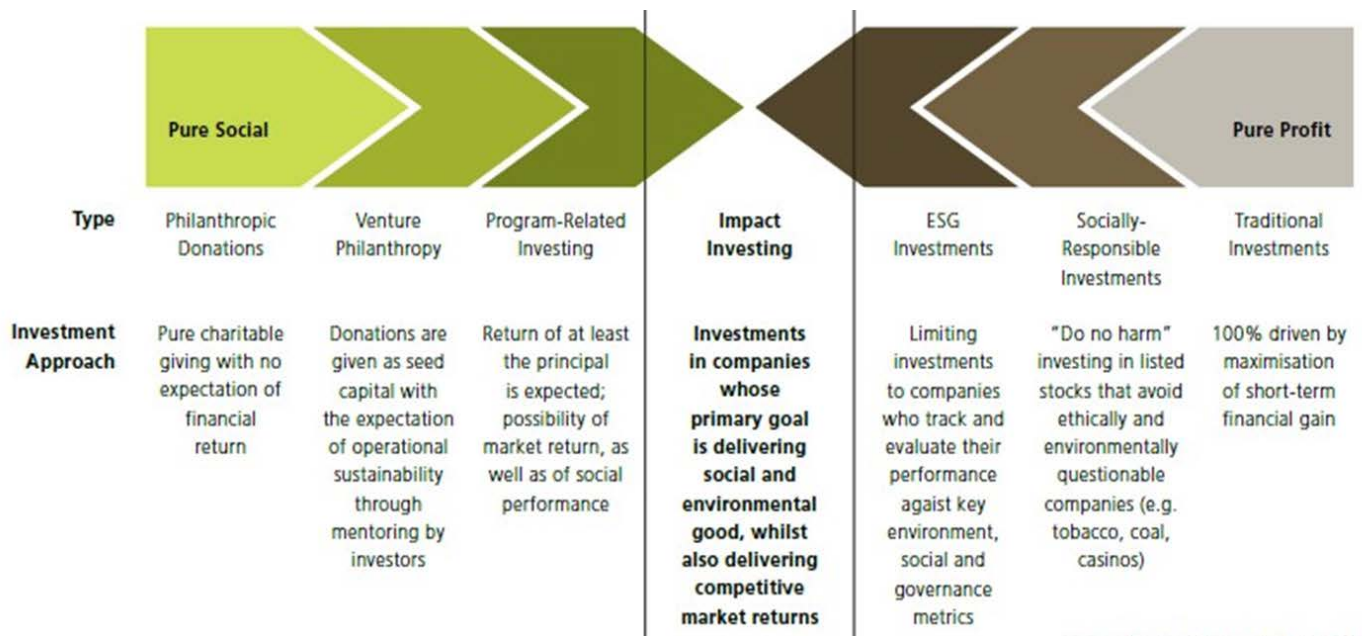 Pure Social
Pure Profit
Type
Philanthropic
Donations
Venture
Philanthropy
Program-Related
Investing
Impact
Investing
ESG
Investments
Socially-
Responsible
Investments
Traditional
Investments
Investment
Approach
Pure charitable
giving with no
expectation of
financial
return
Donations are
given as seed
capital with
the expectation
of operational
sustainability
through
mentoring by
investors
Return of at least
the principal
is expected;
possibility of
market return, as
well as of social
performance
Investments
in companies
whose
primary goal
is delivering
social and
environmental
good, whilst
also delivering
competitive
market returns
Limiting
investments
to companies
who track and
evaluate their
performance
agaist key
environment,
social and
governance
metrics
“Do no harm”
investing in listed
stocks that avoid
ethically and
environmentally
questionable
companies (e.g.
tobacco, coal,
casinos)
100% driven by
maximisation
of short-term
financial gain